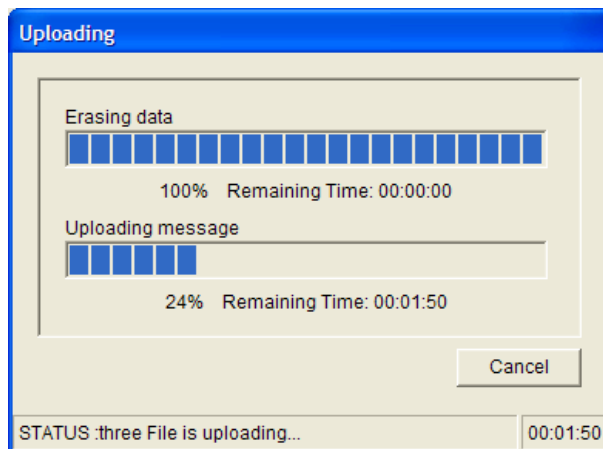 Uploading
Erasing data
100% Remaining Time: 00:00:00
Uploading message
24% Remaining Time: 00:01:50
Cancel
STATUS :three File is uploading... 00:01:50